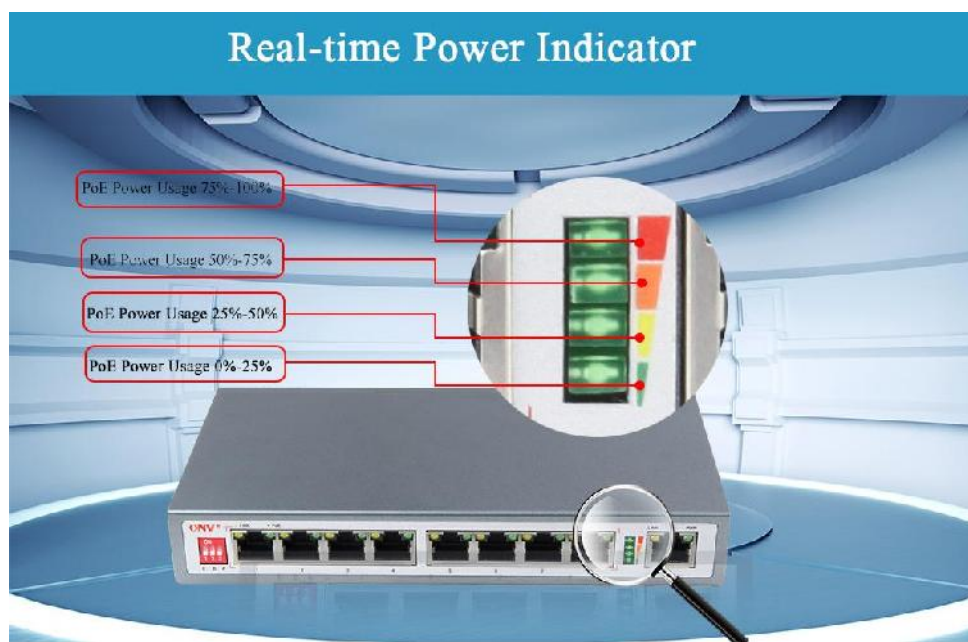 Real-time Power Indicator
PoE Power Usage 75%-100%
PoE Power Usage 50%-75%
PoE Power Usage 25%-50%
PoE Power Usage 0%-25%
ONV